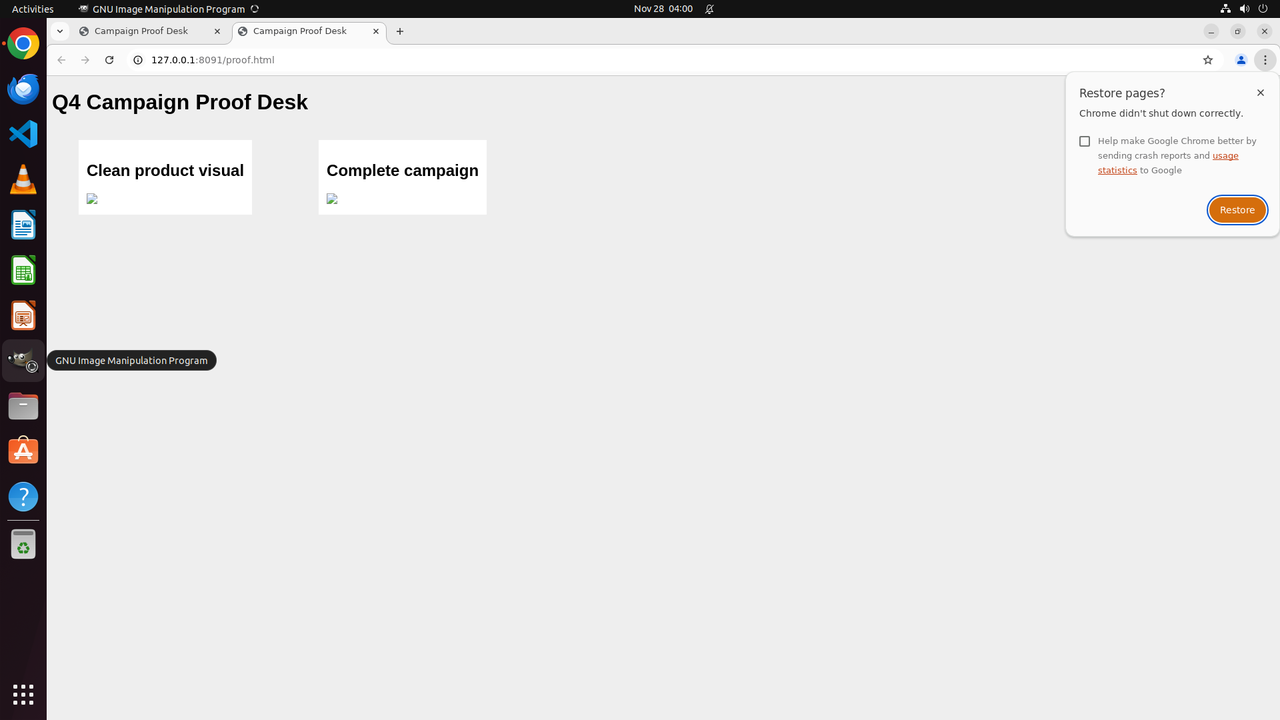 Activities
GNU Image Manipulation Program
Nov 28 04:00
Campaign Proof Desk
Campaign Proof Desk
127.0.0.1:8091/proof.html
Restore pages?
Chrome didn't shut down correctly.
Help make Google Chrome better by
sending crash reports and usage
statistics to Google
Restore
Q4 Campaign Proof Desk
Clean product visual
Complete campaign
GNU Image Manipulation Program